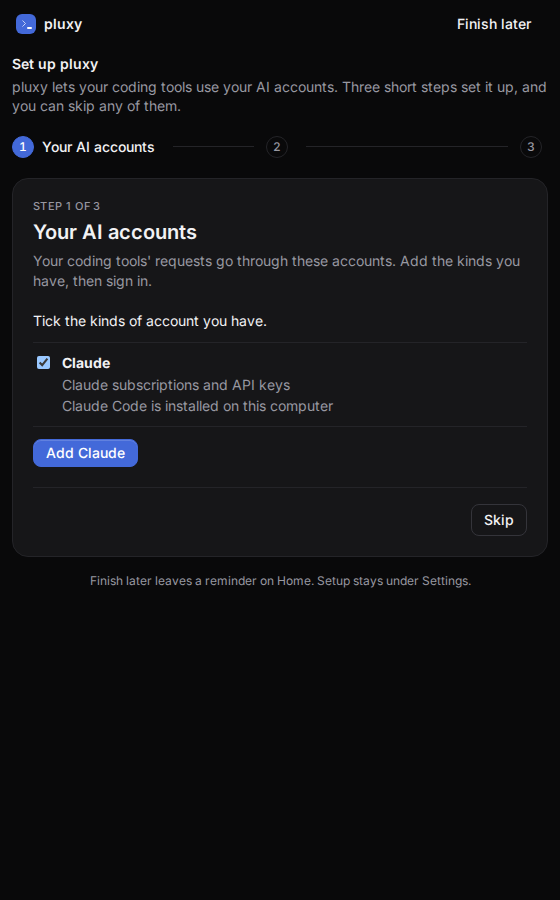 pluxy
Finish later
Set up pluxy
pluxy lets your coding tools use your AI accounts. Three short steps set it up, and
you can skip any of them.
1 Your AI accounts 2 3
STEP 1 OF 3
Your AI accounts
Your coding tools' requests go through these accounts. Add the kinds you
have, then sign in.
Tick the kinds of account you have.
Claude
Claude subscriptions and API keys
Claude Code is installed on this computer
Add Claude
Skip
Finish later leaves a reminder on Home. Setup stays under Settings.